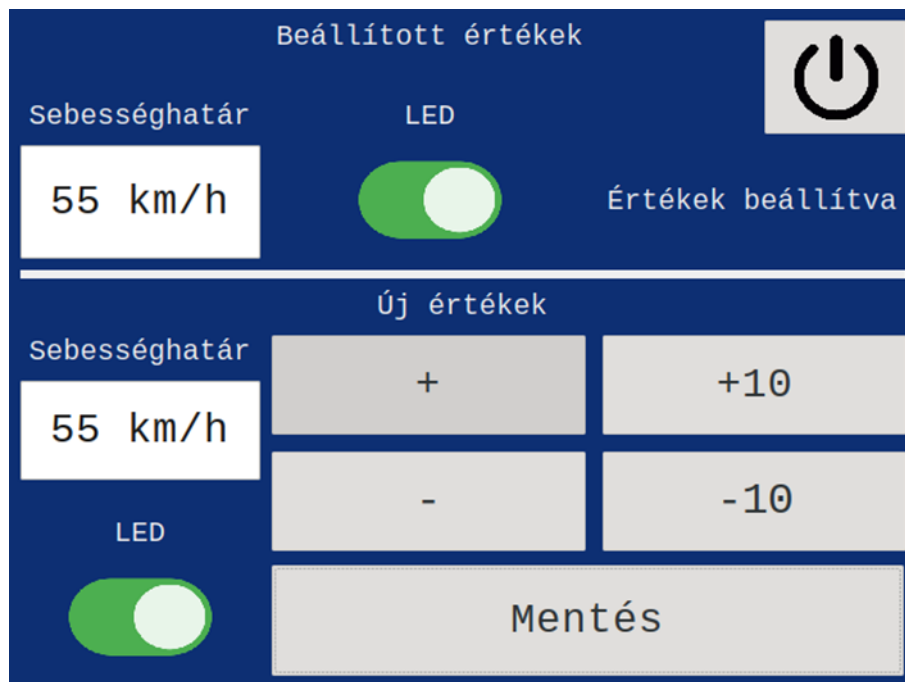 Beállított értékek
Sebességhatár
LED
55 km/h
Értékek beállítva
Új értékek
Sebességhatár
+
+10
55 km/h
-
-10
LED
Mentés